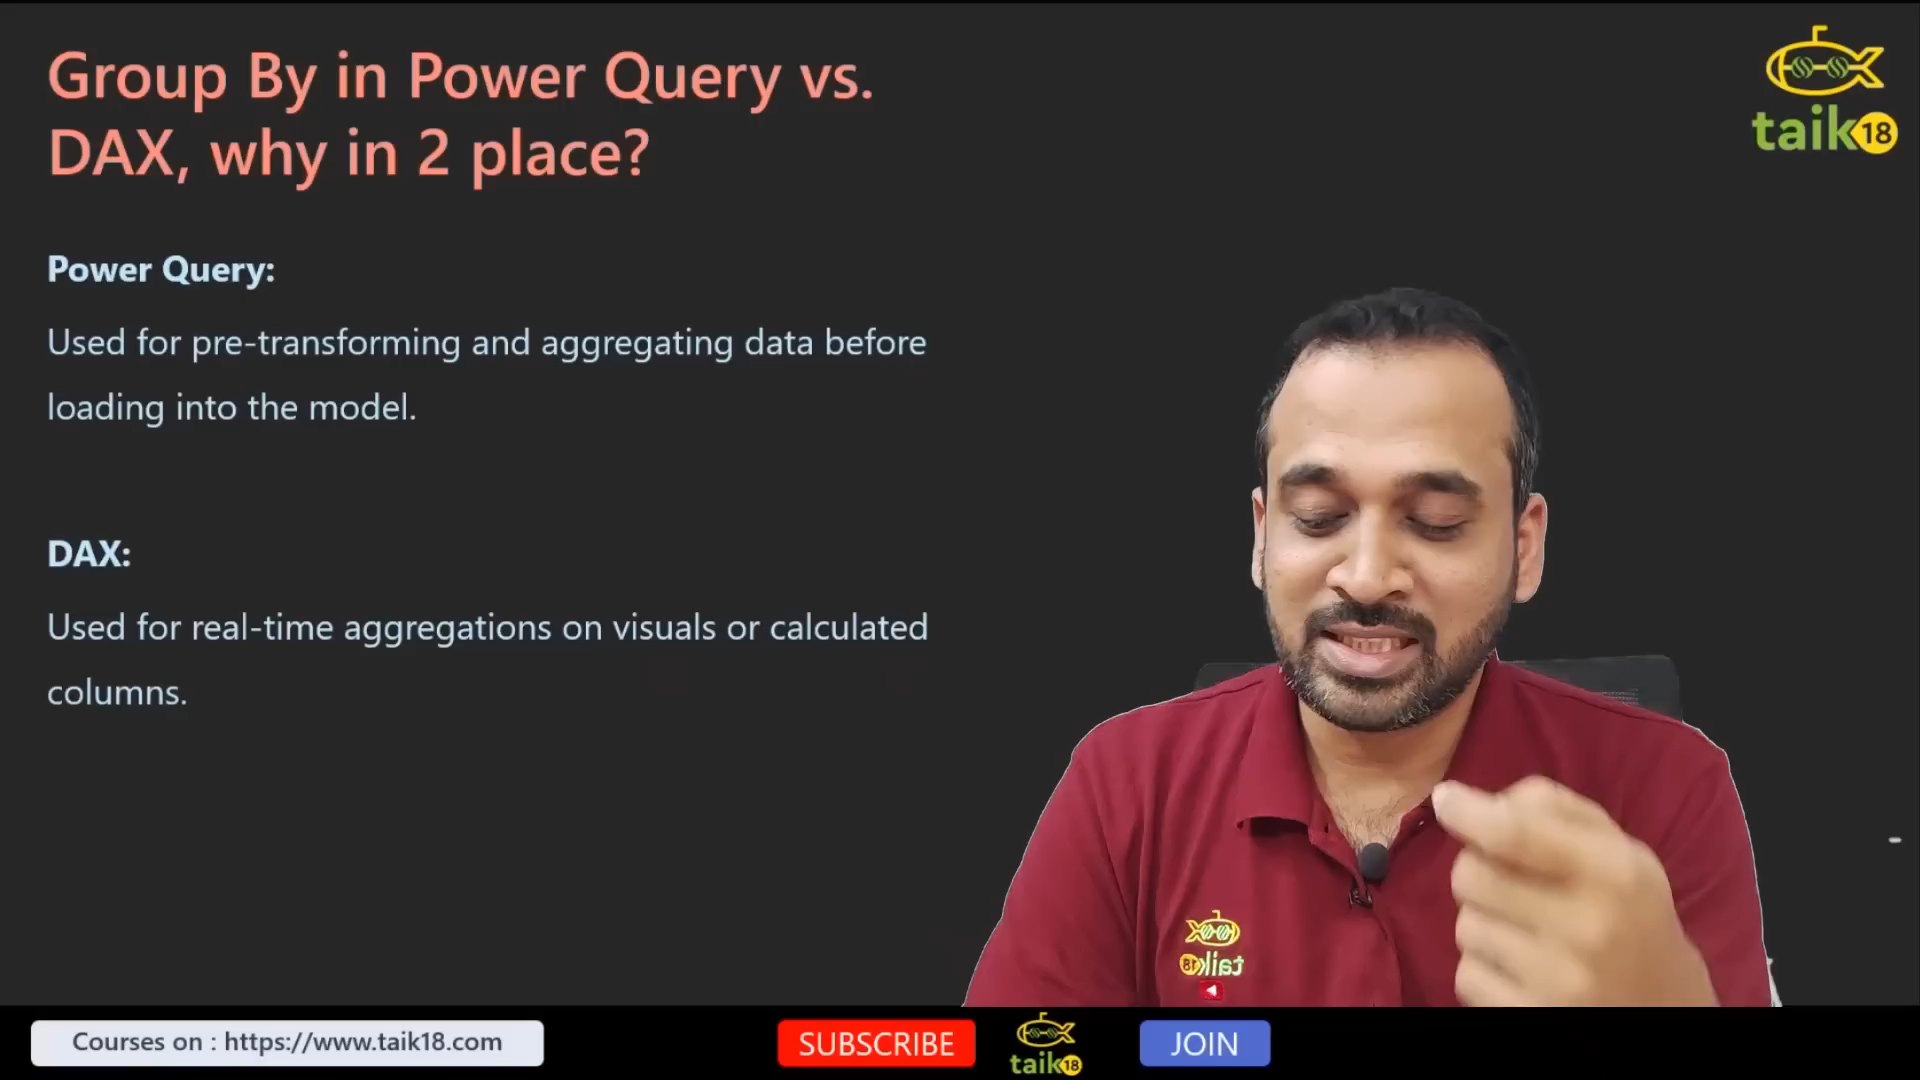 Group By in Power Query vs.
DAX, why in 2 place?
taik18
Power Query:
Used for pre-transforming and aggregating data before
loading into the model.
DAX:
Used for real-time aggregations on visuals or calculated
columns.
taik18
Courses on : https://www.taik18.com
SUBSCRIBE
taik18
JOIN